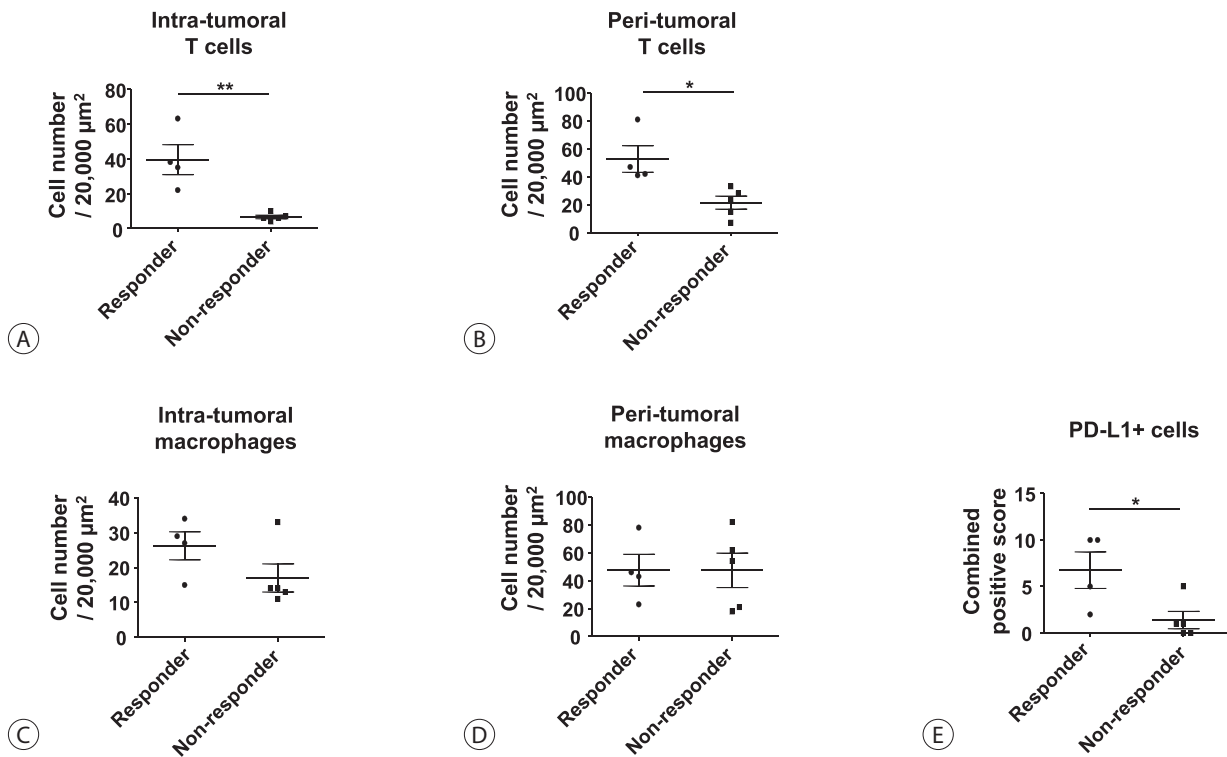 Intra-tumoral
T cells
Cell number
/ 20,000 µm²
80
60
40
20
0
**
Responder
Non-responder
A
Peri-tumoral
T cells
Cell number
/ 20,000 µm²
100
80
60
40
20
0
*
Responder
Non-responder
B
Intra-tumoral
macrophages
Cell number
/ 20,000 µm²
40
30
20
10
0
Responder
Non-responder
C
Peri-tumoral
macrophages
Cell number
/ 20,000 µm²
100
80
60
40
20
0
Responder
Non-responder
D
PD-L1+ cells
Combined
positive score
15
10
5
0
*
Responder
Non-responder
E